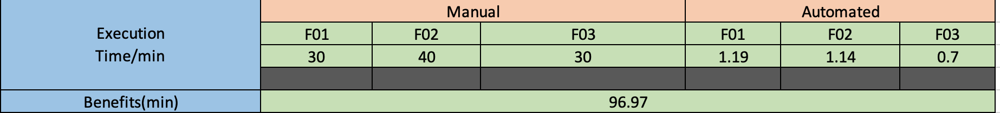 Manual Automated
Execution
Time/min
F01 F02 F03 F01 F02 F03
30 40 30 1.19 1.14 0.7
Benefits(min) 96.97